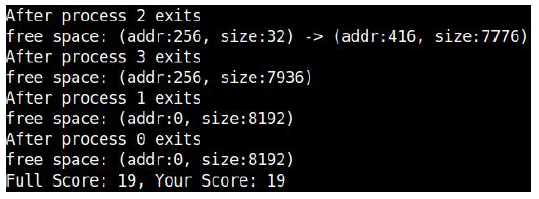 After process 2 exits
free space: (addr:256, size:32) -> (addr:416, size:7776)
After process 3 exits
free space: (addr:256, size:7936)
After process 1 exits
free space: (addr:0, size:8192)
After process 0 exits
free space: (addr:0, size:8192)
Full Score: 19, Your Score: 19